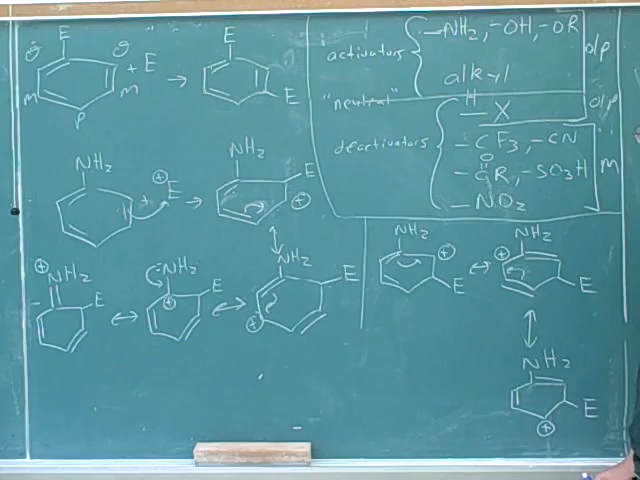 E
o
o
+ E
m
m
p
→
E
E
activators
-NH₂, -OH, -OR
alkyl
o/p
"neutral"
H
deactivators
-X
o/p
-CF₃, -CN
O
-CR, -SO₃H
-NO₂
m
NH₂
⊕
E
→
NH₂
E
⊕
↕
⊕
NH₂
E
↔
NH₂
⊕
E
↔
NH₂
E
⊕
NH₂
⊕
E
↔
NH₂
⊕
E
↕
NH₂
E
⊕